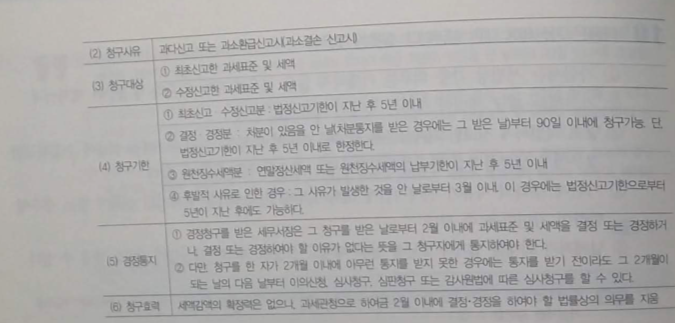 (2) 청구사유 과다신고 또는 과소환급신고시(과소결손 신고시)
(3) 청구대상 ① 최초신고한 과세표준 및 세액
② 수정신고한 과세표준 및 세액
(4) 청구기한 ① 최초신고·수정신고분 : 법정신고기한이 지난 후 5년 이내
② 결정·경정분 : 처분이 있음을 안 날(처분통지를 받은 경우에는 그 받은 날)부터 90일 이내에 청구가능. 단
법정신고기한이 지난 후 5년 이내로 한정한다.
③ 원천징수세액분 : 연말정산세액 또는 원천징수세액의 납부기한이 지난 후 5년 이내
④ 후발적 사유로 인한 경우 : 그 사유가 발생한 것을 안 날로부터 3월 이내. 이 경우에는 법정신고기한으로부터
5년이 지난 후에도 가능하다.
(5) 경정통지 ① 경정청구를 받은 세무서장은 그 청구를 받은 날로부터 2월 이내에 과세표준 및 세액을 결정 또는 경정하거
나, 결정 또는 경정하여야 할 이유가 없다는 뜻을 그 청구자에게 통지하여야 한다.
② 다만, 청구를 한 자가 2개월 이내에 아무런 통지를 받지 못한 경우에는 통지를 받기 전이라도 그 2개월이
되는 날의 다음 날부터 이의신청, 심사청구, 심판청구 또는 감사원법에 따른 심사청구를 할 수 있다.
(6) 청구효력 세액감액의 확정력은 없으나, 과세관청으로 하여금 2월 이내에 결정·경정을 하여야 할 법률상의 의무를 지움